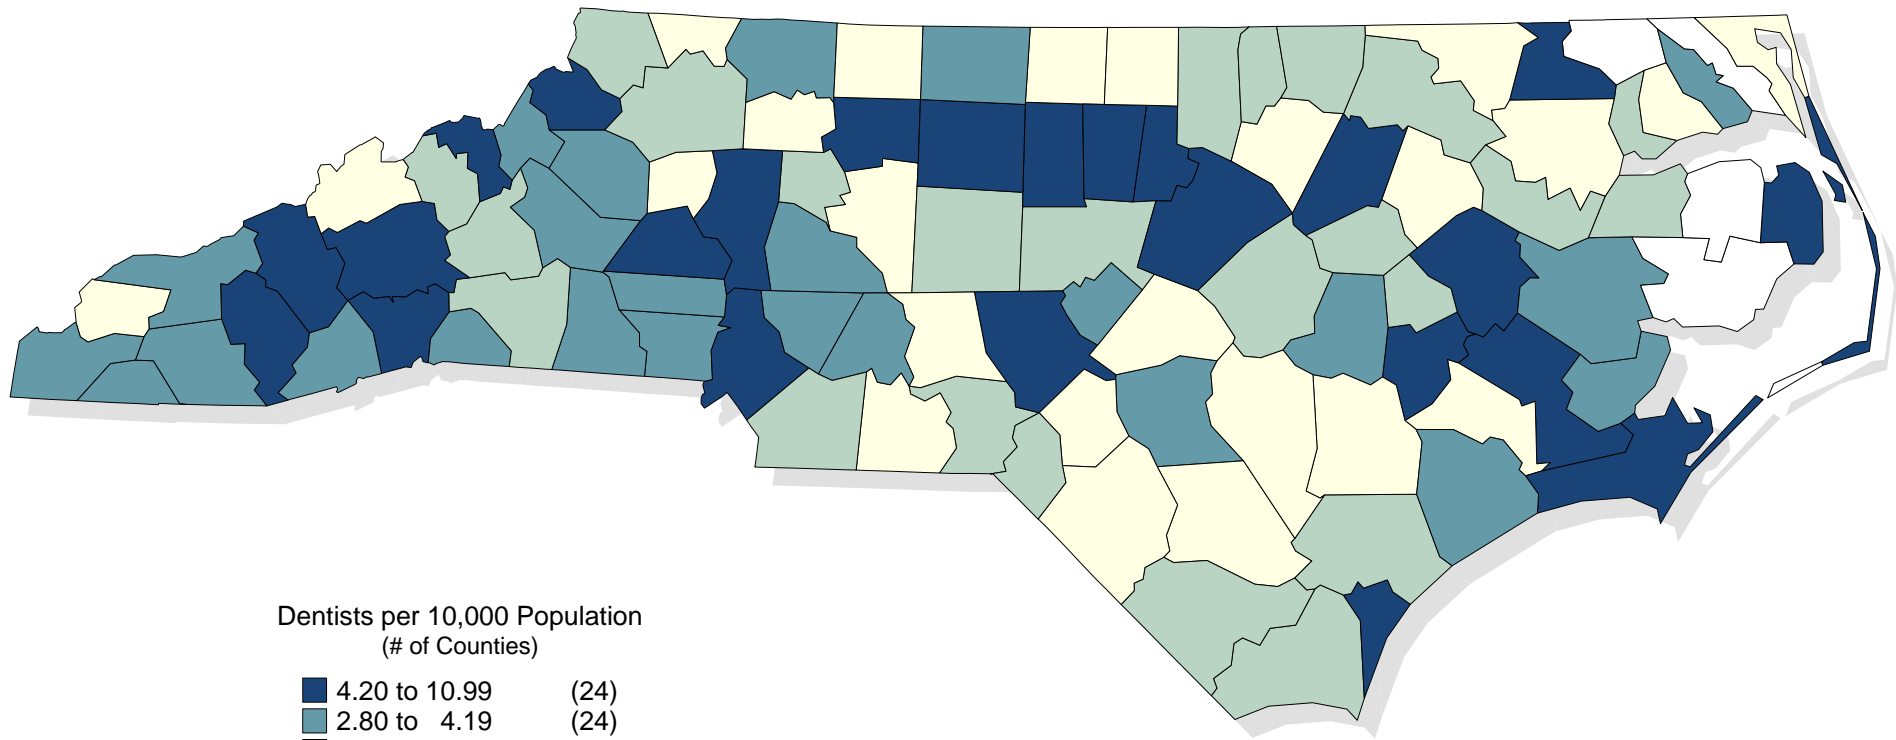 Dentists per 10,000 Population
(# of Counties)
4.20 to 10.99 (24)
2.80 to 4.19 (24)